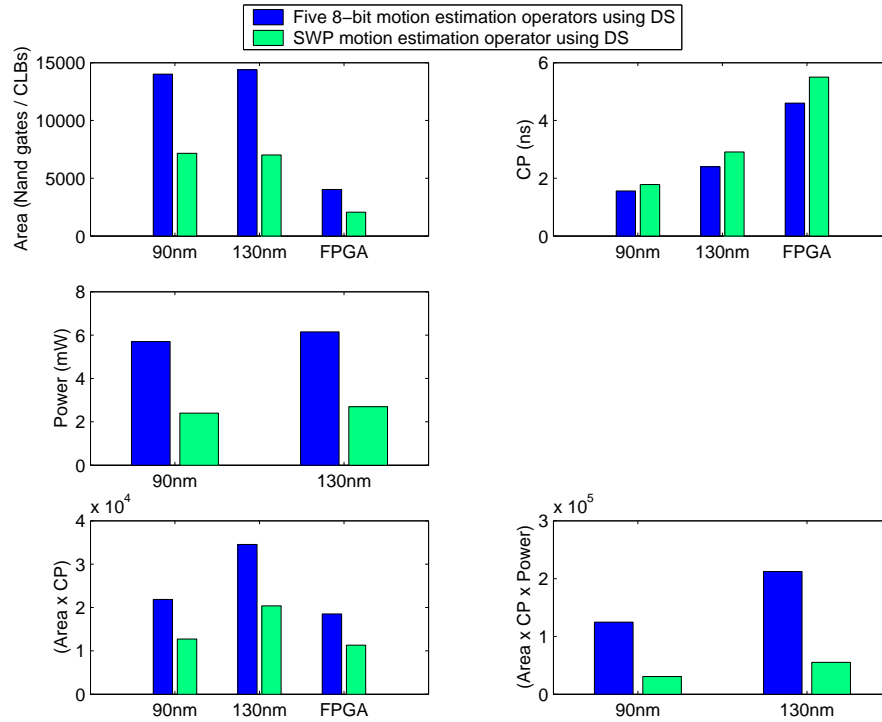 Five 8−bit motion estimation operators using DS
SWP motion estimation operator using DS
Area (Nand gates / CLBs)
15000
10000
5000
0
90nm 130nm FPGA
CP (ns)
6
4
2
0
90nm 130nm FPGA
Power (mW)
8
6
4
2
0
90nm 130nm
x 10^4
(Area x CP)
4
3
2
1
0
90nm 130nm FPGA
x 10^5
(Area x CP x Power)
3
2
1
0
90nm 130nm